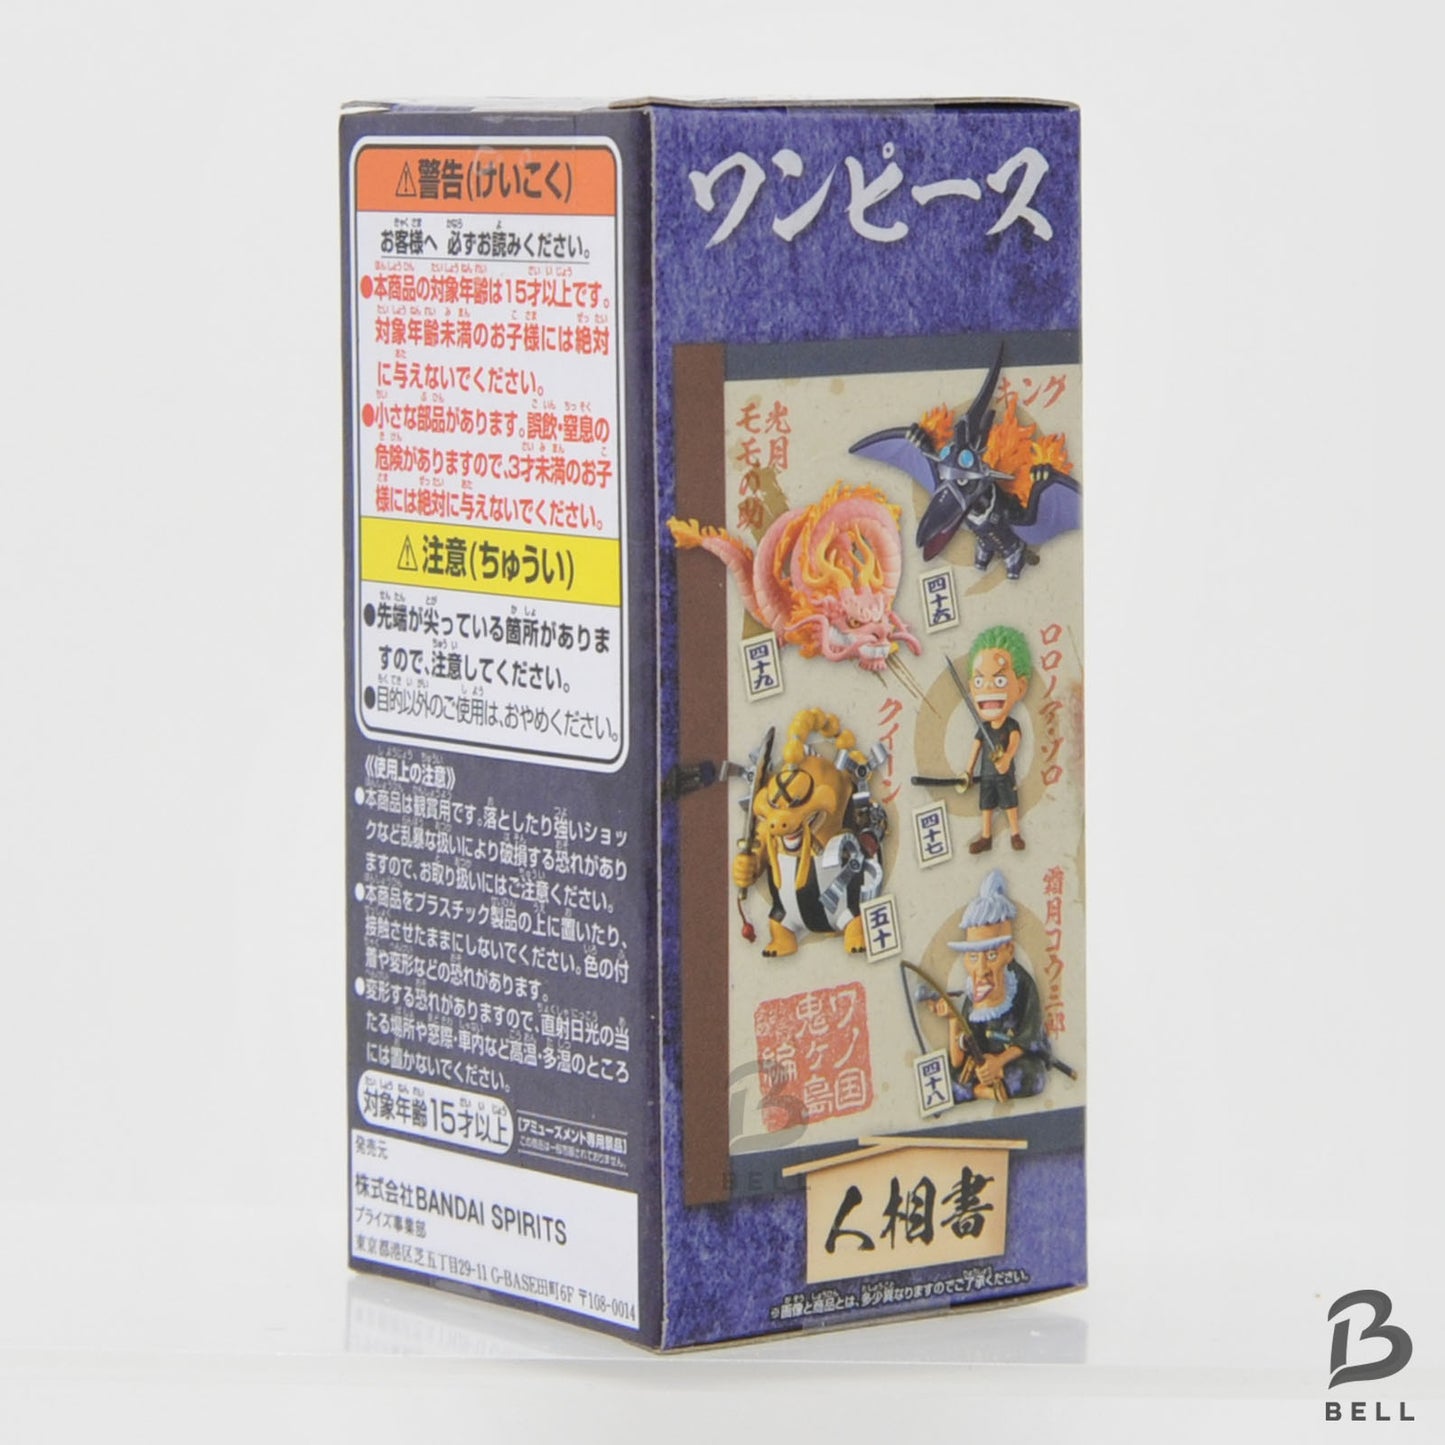 ⚠警告(けいこく)
お客様へ 必ずお読みください。
●本商品の対象年齢は15才以上です。
対象年齢未満のお子様には絶対
に与えないでください。
●小さな部品があります。誤飲・窒息の
危険がありますので、3才未満のお子
様には絶対に与えないでください。
⚠注意(ちゅうい)
●先端が尖っている箇所がありま
すので、注意してください。
●目的以外のご使用は、おやめください。
《使用上の注意》
●本商品は観賞用です。落としたり強いショッ
クなど乱暴な扱いにより破損する恐れがあり
ますので、お取り扱いにはご注意ください。
●本商品をプラスチック製品の上に置いたり、
接触させたままにしないでください。色の付
着や変形などの恐れがあります。
●変形する恐れがありますので、直射日光の当
たる場所や窓際・車内など高温・多湿のところ
には置かないでください。
対象年齢15才以上
[アミューズメント専用景品]
この商品は一般市販されておりません。
発売元
株式会社BANDAI SPIRITS
プライズ事業部
東京都港区芝五丁目29-11 G-BASE田町6F 〒108-0014
ワンピース
キング
四十六
光月
モモの助
四十九
ロロノア・ゾロ
四十七
クイーン
五十
霜月コウ三郎
四十八
ワノ国
鬼ヶ島
編
人相書
※画像と商品とは、多少異なりますのでご了承ください。
B
BELL
B
BELL